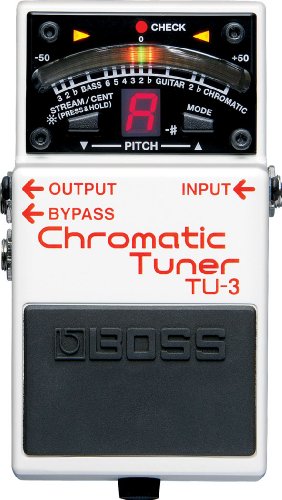 CHECK
-50 0 +50
3 2 ♭ BASS 6 5 4 3 2 ♭ GUITAR 2 ♭ CHROMATIC
STREAM/CENT
(PRESS & HOLD)
A
-#
MODE
▼ PITCH ▲
← OUTPUT
INPUT ←
← BYPASS
Chromatic
Tuner
TU-3
BOSS